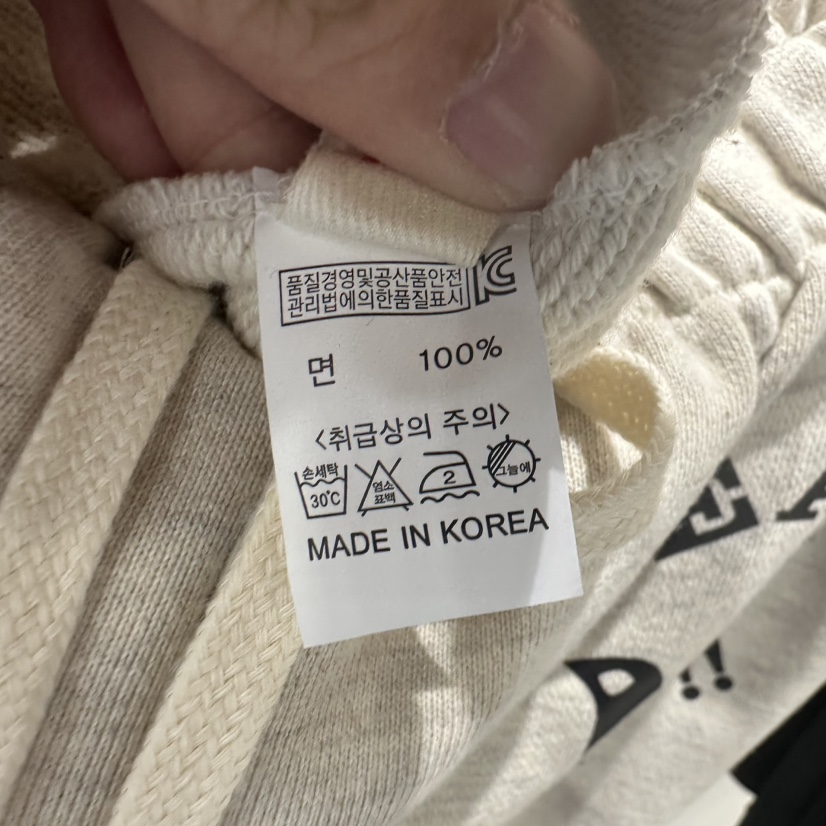 품질경영및공산품안전
관리법에의한품질표시
면 100%
<취급상의 주의>
손세탁
30℃
염소
표백
2
그늘에
MADE IN KOREA